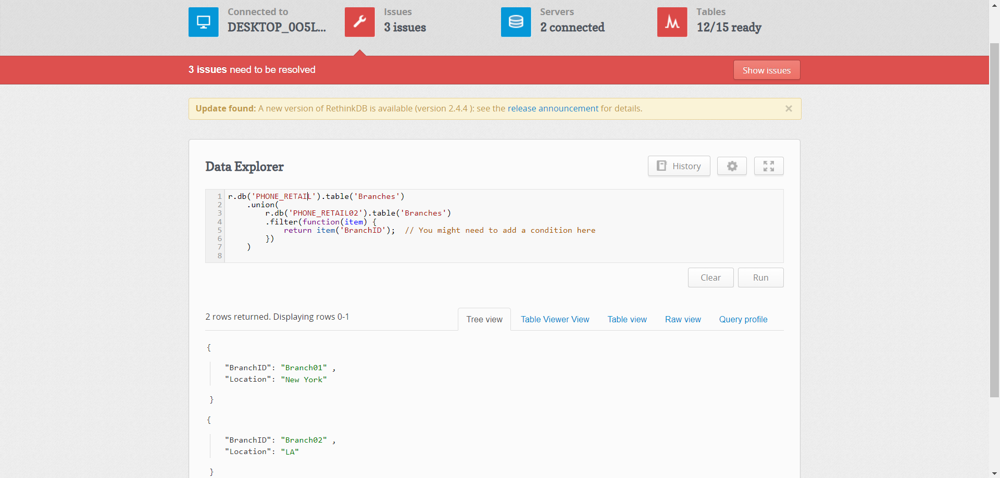 Connected to
DESKTOP_0O5L...
Issues
3 issues
Servers
2 connected
Tables
12/15 ready
3 issues need to be resolved
Show issues
Update found: A new version of RethinkDB is available (version 2.4.4 ): see the release announcement for details.
Data Explorer
History
1 r.db('PHONE_RETAIL').table('Branches')
2     .union(
3         r.db('PHONE_RETAIL02').table('Branches')
4         .filter(function(item) {
5             return item('BranchID');  // You might need to add a condition here
6         })
7     )
8
Clear
Run
2 rows returned. Displaying rows 0-1
Tree view
Table Viewer View
Table view
Raw view
Query profile
{
"BranchID": "Branch01" ,
"Location": "New York"
}
{
"BranchID": "Branch02" ,
"Location": "LA"
}